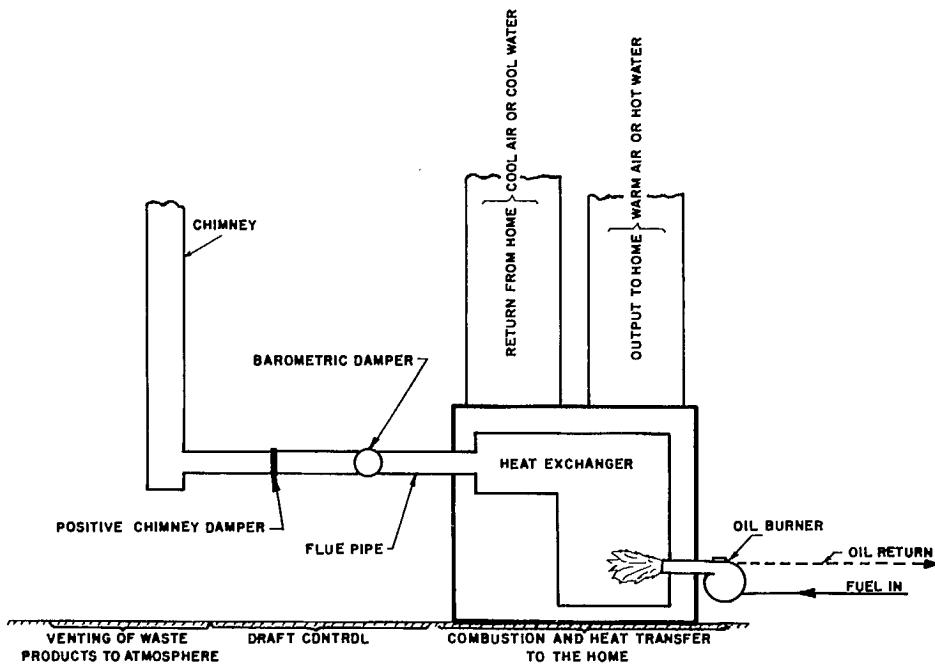 COOL AIR OR COOL WATER
RETURN FROM HOME
WARM AIR OR HOT WATER
OUTPUT TO HOME
CHIMNEY
BAROMETRIC DAMPER
HEAT EXCHANGER
POSITIVE CHIMNEY DAMPER
FLUE PIPE
OIL BURNER
OIL RETURN
FUEL IN
VENTING OF WASTE
PRODUCTS TO ATMOSPHERE
DRAFT CONTROL
COMBUSTION AND HEAT TRANSFER
TO THE HOME